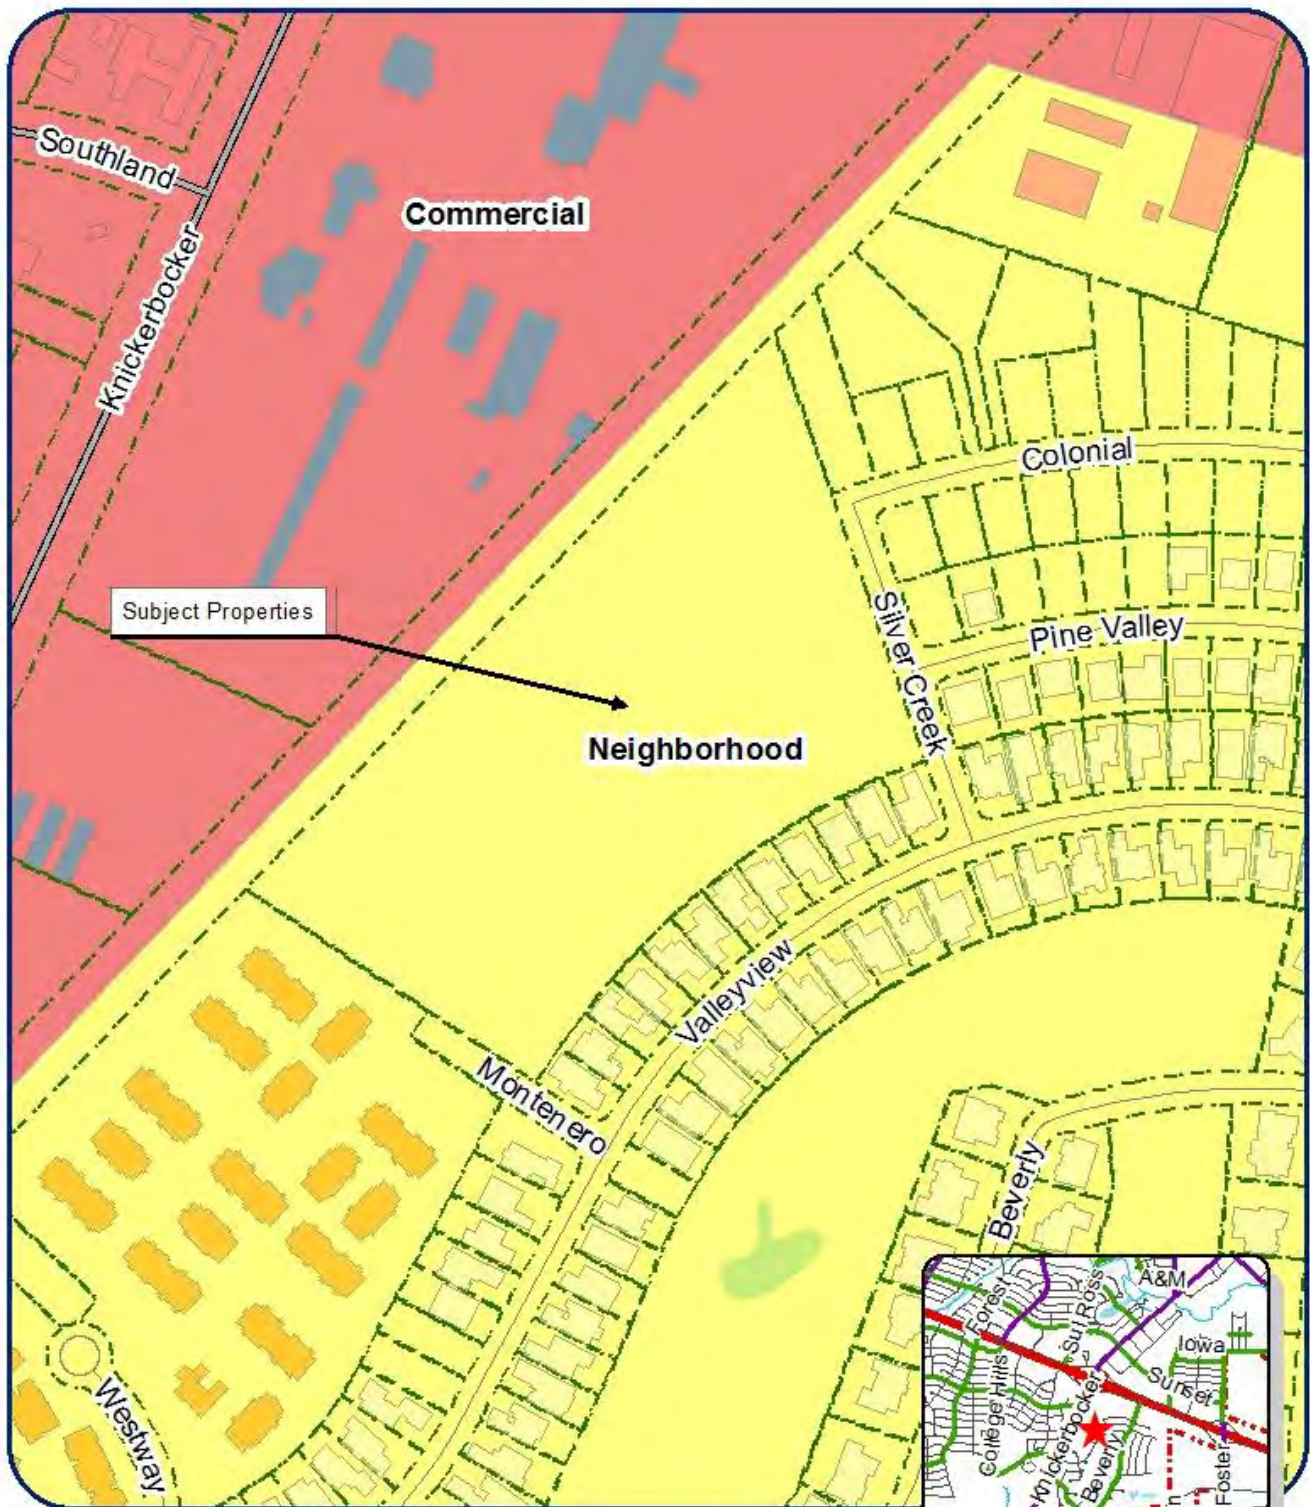 Southland
Commercial
Knickerbocker
Colonial
Subject Properties
Silver Creek
Pine Valley
Neighborhood
Valleyview
Montenero
Beverly
Westway
A&M
Forest
Sul Ross
Iowa
College Hills
Sunset
Knickerbocker
Beverly
Foster